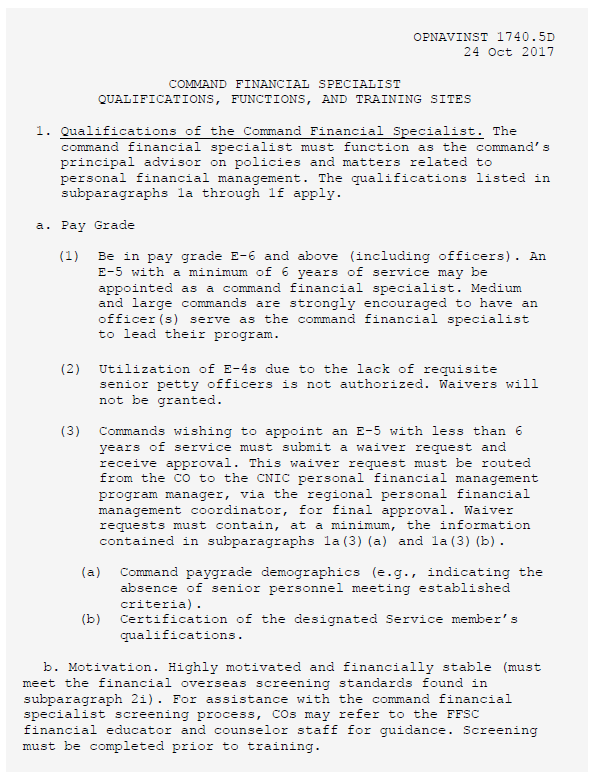 OPNAVINST 1740.5D
24 Oct 2017
COMMAND FINANCIAL SPECIALIST
QUALIFICATIONS, FUNCTIONS, AND TRAINING SITES
1. Qualifications of the Command Financial Specialist. The
command financial specialist must function as the command's
principal advisor on policies and matters related to
personal financial management. The qualifications listed in
subparagraphs 1a through 1f apply.
a. Pay Grade
(1) Be in pay grade E-6 and above (including officers). An
E-5 with a minimum of 6 years of service may be
appointed as a command financial specialist. Medium
and large commands are strongly encouraged to have an
officer(s) serve as the command financial specialist
to lead their program.
(2) Utilization of E-4s due to the lack of requisite
senior petty officers is not authorized. Waivers will
not be granted.
(3) Commands wishing to appoint an E-5 with less than 6
years of service must submit a waiver request and
receive approval. This waiver request must be routed
from the CO to the CNIC personal financial management
program manager, via the regional personal financial
management coordinator, for final approval. Waiver
requests must contain, at a minimum, the information
contained in subparagraphs 1a(3)(a) and 1a(3)(b).
(a) Command paygrade demographics (e.g., indicating the
absence of senior personnel meeting established
criteria).
(b) Certification of the designated Service member's
qualifications.
b. Motivation. Highly motivated and financially stable (must
meet the financial overseas screening standards found in
subparagraph 2i). For assistance with the command financial
specialist screening process, COs may refer to the FFSC
financial educator and counselor staff for guidance. Screening
must be completed prior to training.